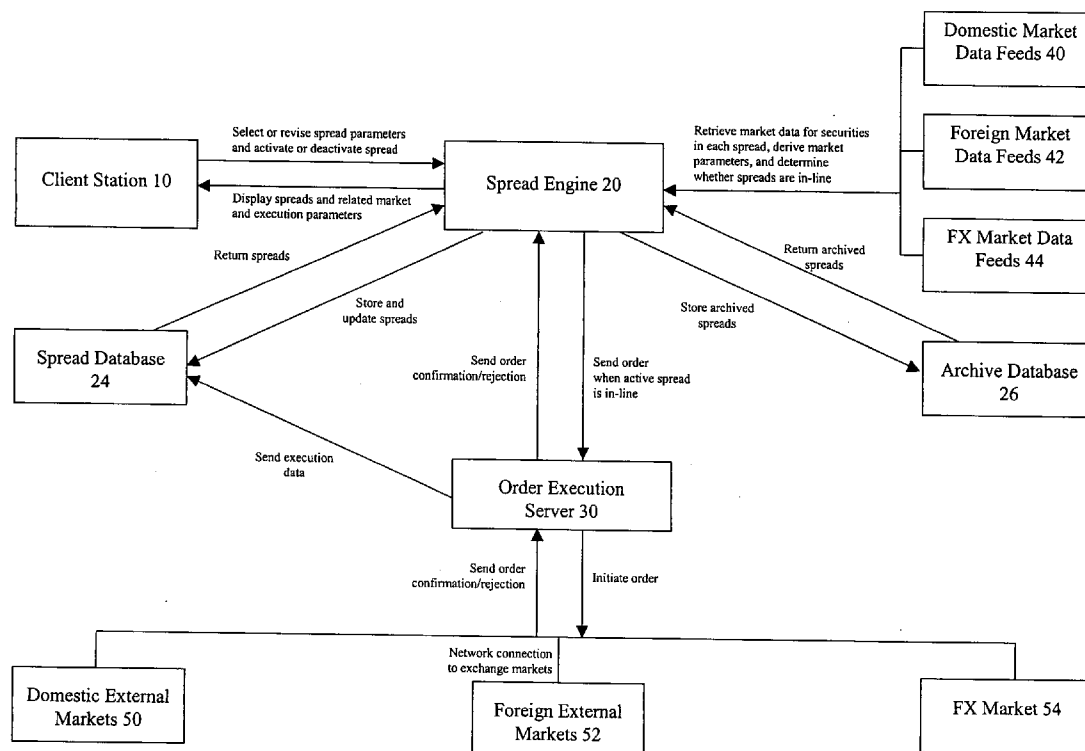 Domestic Market
Data Feeds 40
Select or revise spread parameters
and activate or deactivate spread
Retrieve market data for securities
in each spread, derive market
parameters, and determine
whether spreads are in-line
Foreign Market
Data Feeds 42
Client Station 10
Spread Engine 20
Display spreads and related market
and execution parameters
FX Market Data
Feeds 44
Return spreads
Return archived
spreads
Store and
update spreads
Store archived
spreads
Spread Database
24
Send order
confirmation/rejection
Send order
when active spread
is in-line
Archive Database
26
Send execution
data
Order Execution
Server 30
Send order
confirmation/rejection
Initiate order
Network connection
to exchange markets
Domestic External
Markets 50
Foreign External
Markets 52
FX Market 54